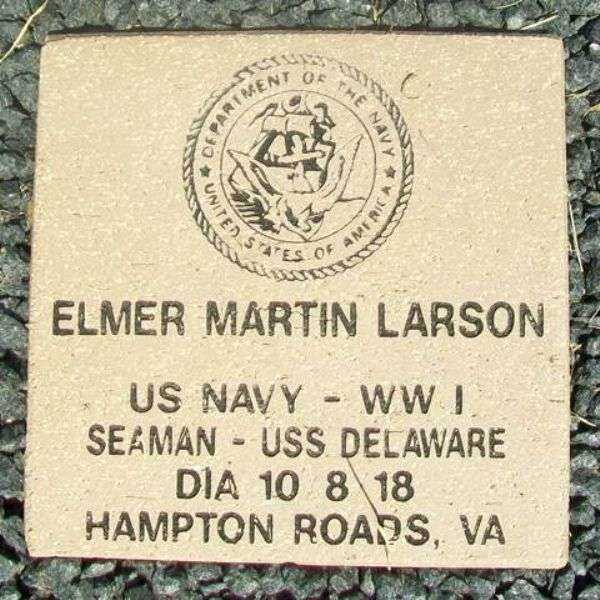 DEPARTMENT OF THE NAVY
UNITED STATES OF AMERICA
ELMER MARTIN LARSON
US NAVY - WW I
SEAMAN - USS DELAWARE
DIA 10 8 18
HAMPTON ROADS, VA